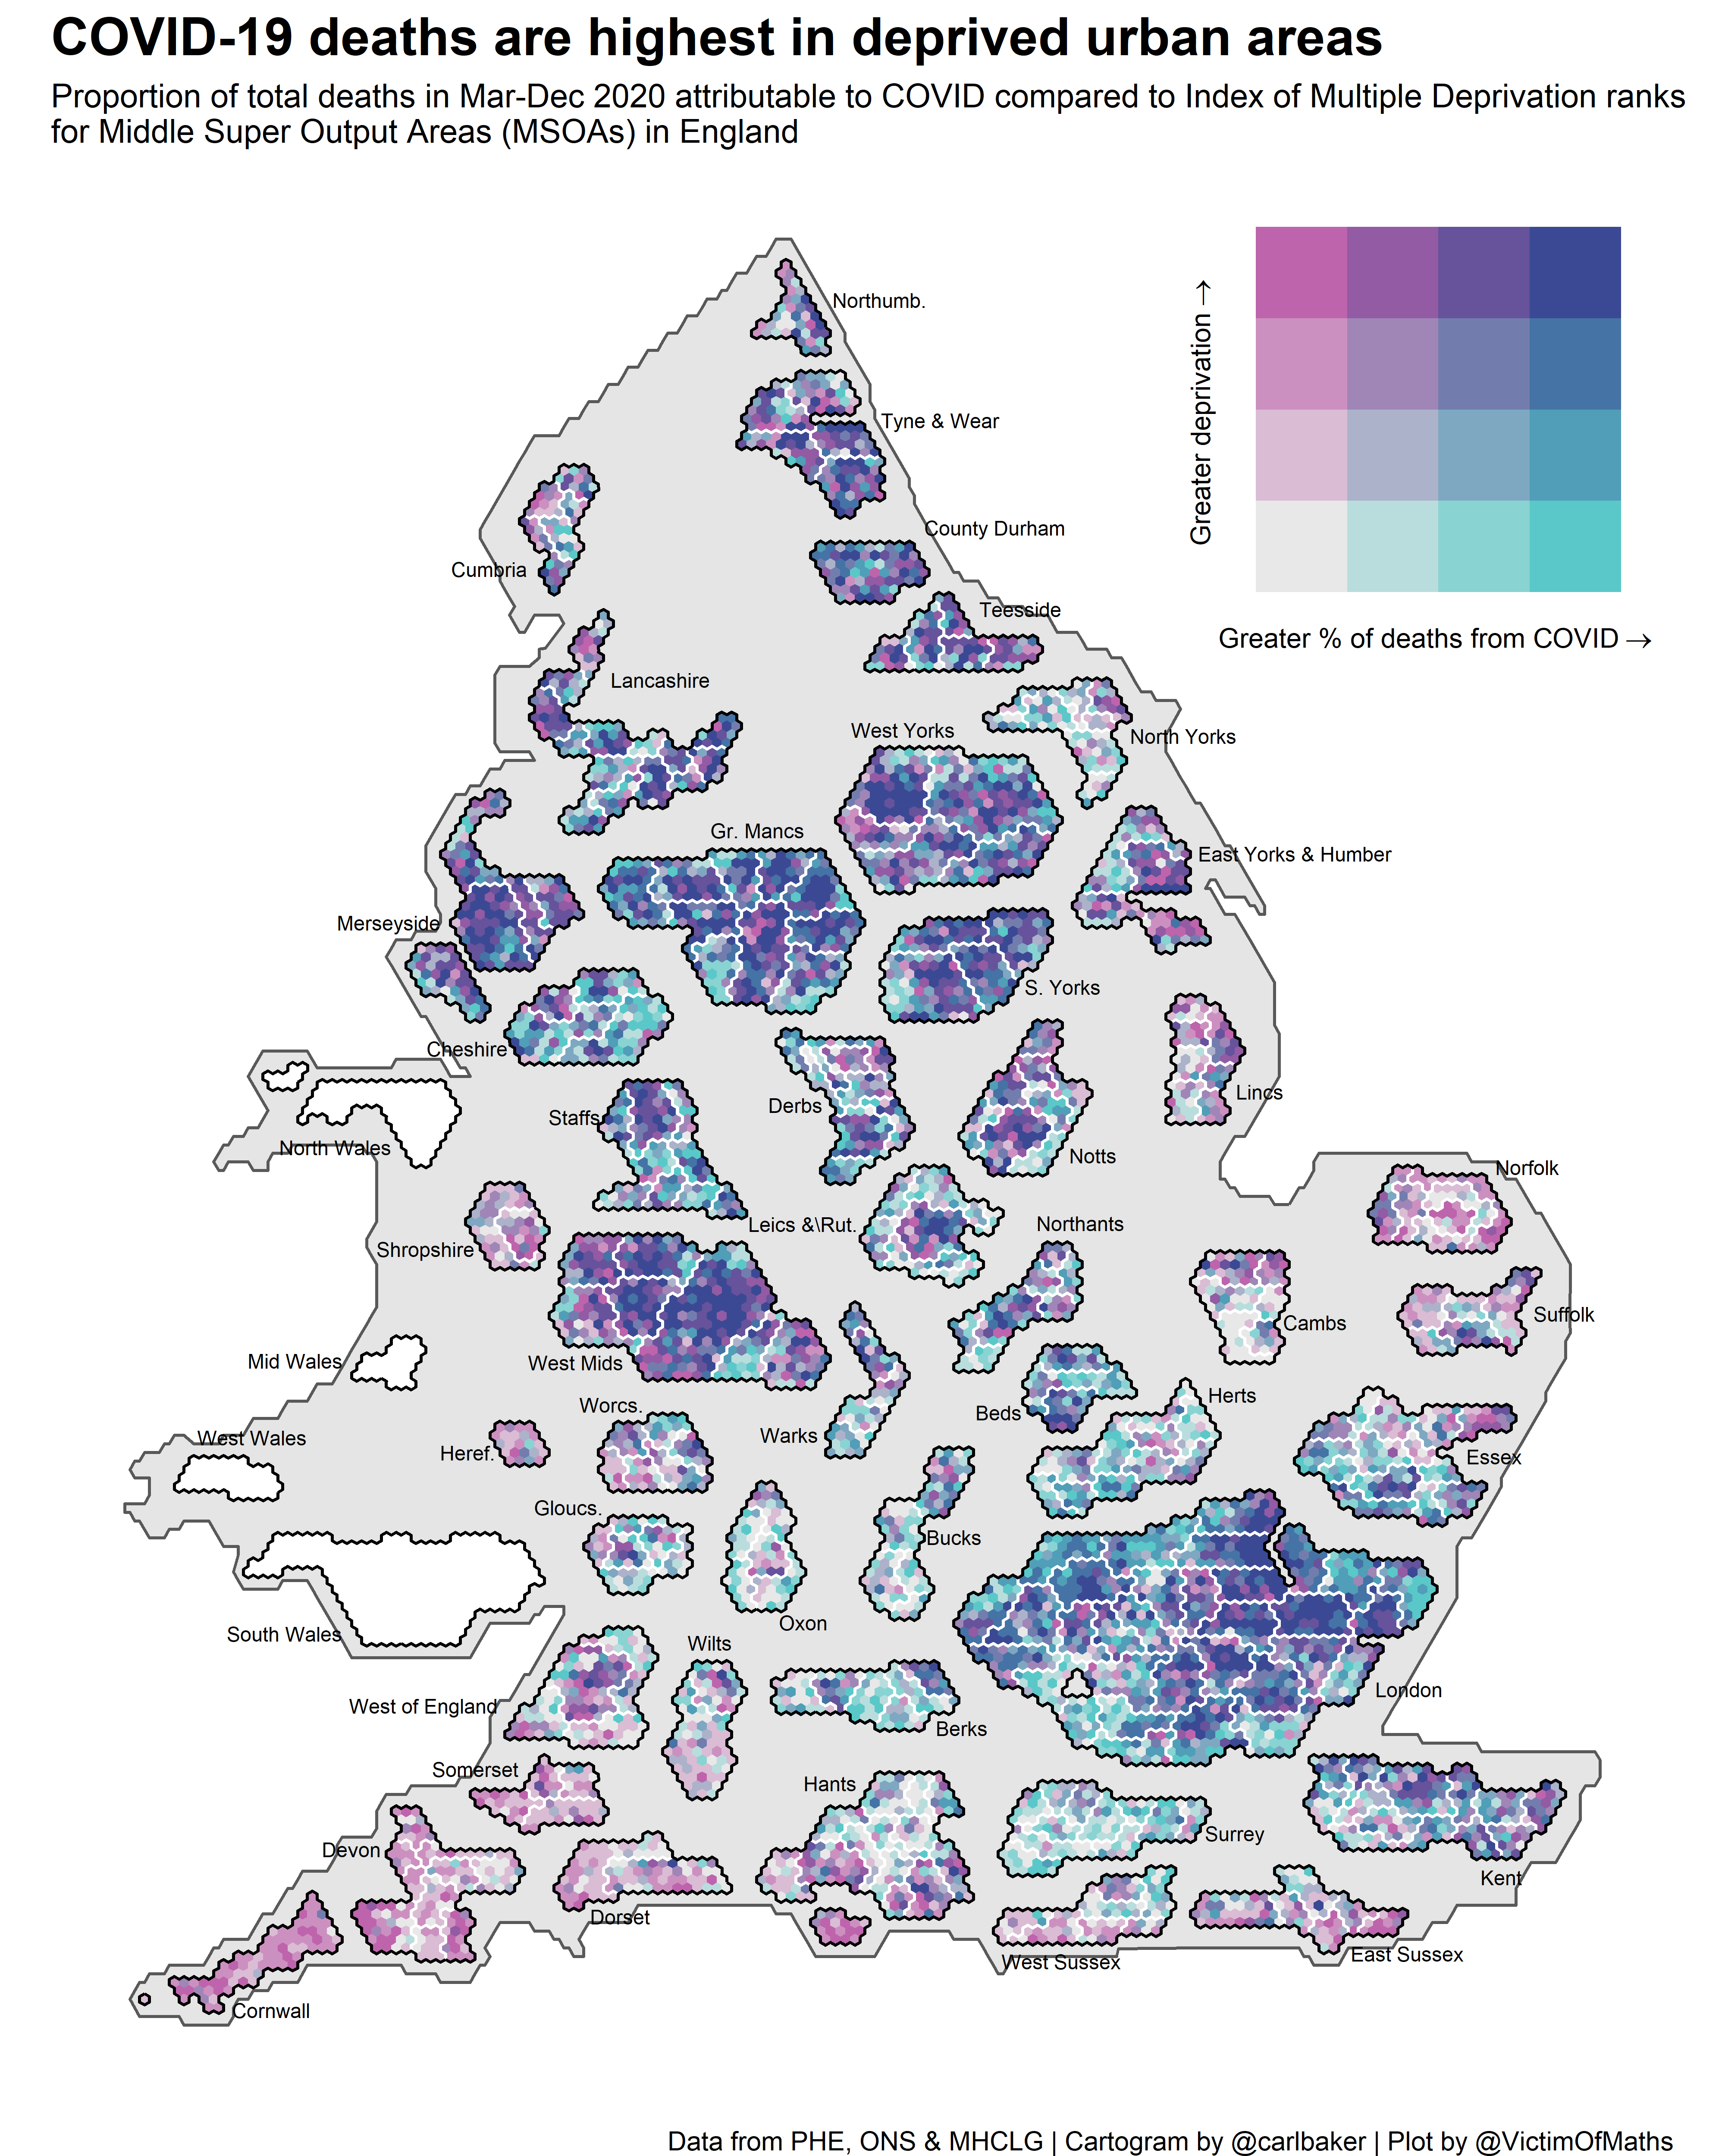 COVID-19 deaths are highest in deprived urban areas
Proportion of total deaths in Mar-Dec 2020 attributable to COVID compared to Index of Multiple Deprivation ranks
for Middle Super Output Areas (MSOAs) in England
Greater deprivation →
Greater % of deaths from COVID →
Northumb.
Tyne & Wear
County Durham
Cumbria
Teesside
Lancashire
West Yorks
North Yorks
Gr. Mancs
East Yorks & Humber
Merseyside
S. Yorks
Cheshire
Lincs
Derbs
Staffs
North Wales
Notts
Norfolk
Leics &\Rut.
Northants
Shropshire
Suffolk
Cambs
Mid Wales
West Mids
Herts
Worcs.
Beds
Warks
West Wales
Heref.
Essex
Gloucs.
Bucks
Oxon
South Wales
Wilts
London
West of England
Berks
Somerset
Hants
Surrey
Devon
Kent
Dorset
East Sussex
West Sussex
Cornwall
Data from PHE, ONS & MHCLG | Cartogram by @carlbaker | Plot by @VictimOfMaths